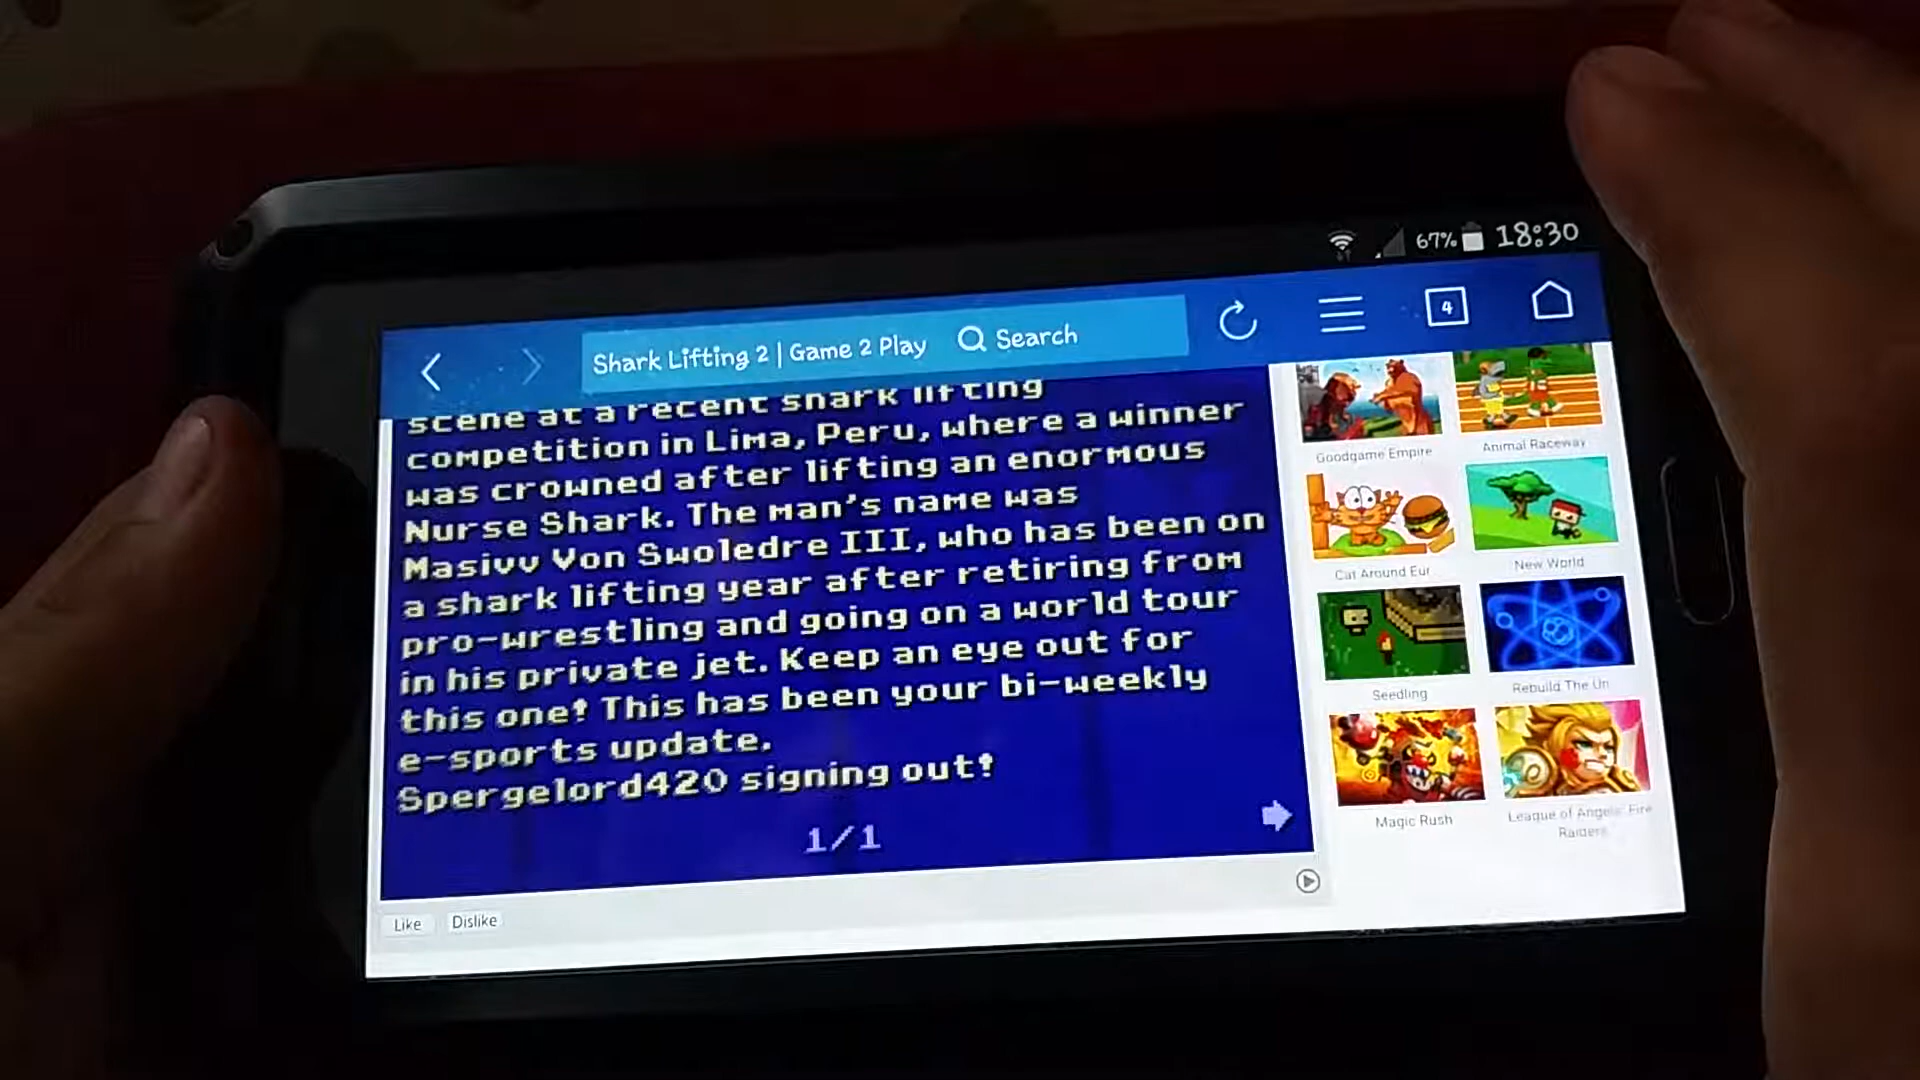 67% 18:30
Shark Lifting 2 | Game 2 Play Search
4
scene at a recent shark lifting
competition in Lima, Peru, where a winner
was crowned after lifting an enormous
Nurse Shark. The man's name was
Masivv Von Swoledre III, who has been on
a shark lifting year after retiring from
pro-wrestling and going on a world tour
in his private jet. Keep an eye out for
this one! This has been your bi-weekly
e-sports update.
Spergelord420 signing out!
1/1
Like Dislike
Goodgame Empire
Animal Raceway
Cat Around Eur
New World
Seedling
Rebuild The Un
Magic Rush
League of Angels: Fire
Raiders